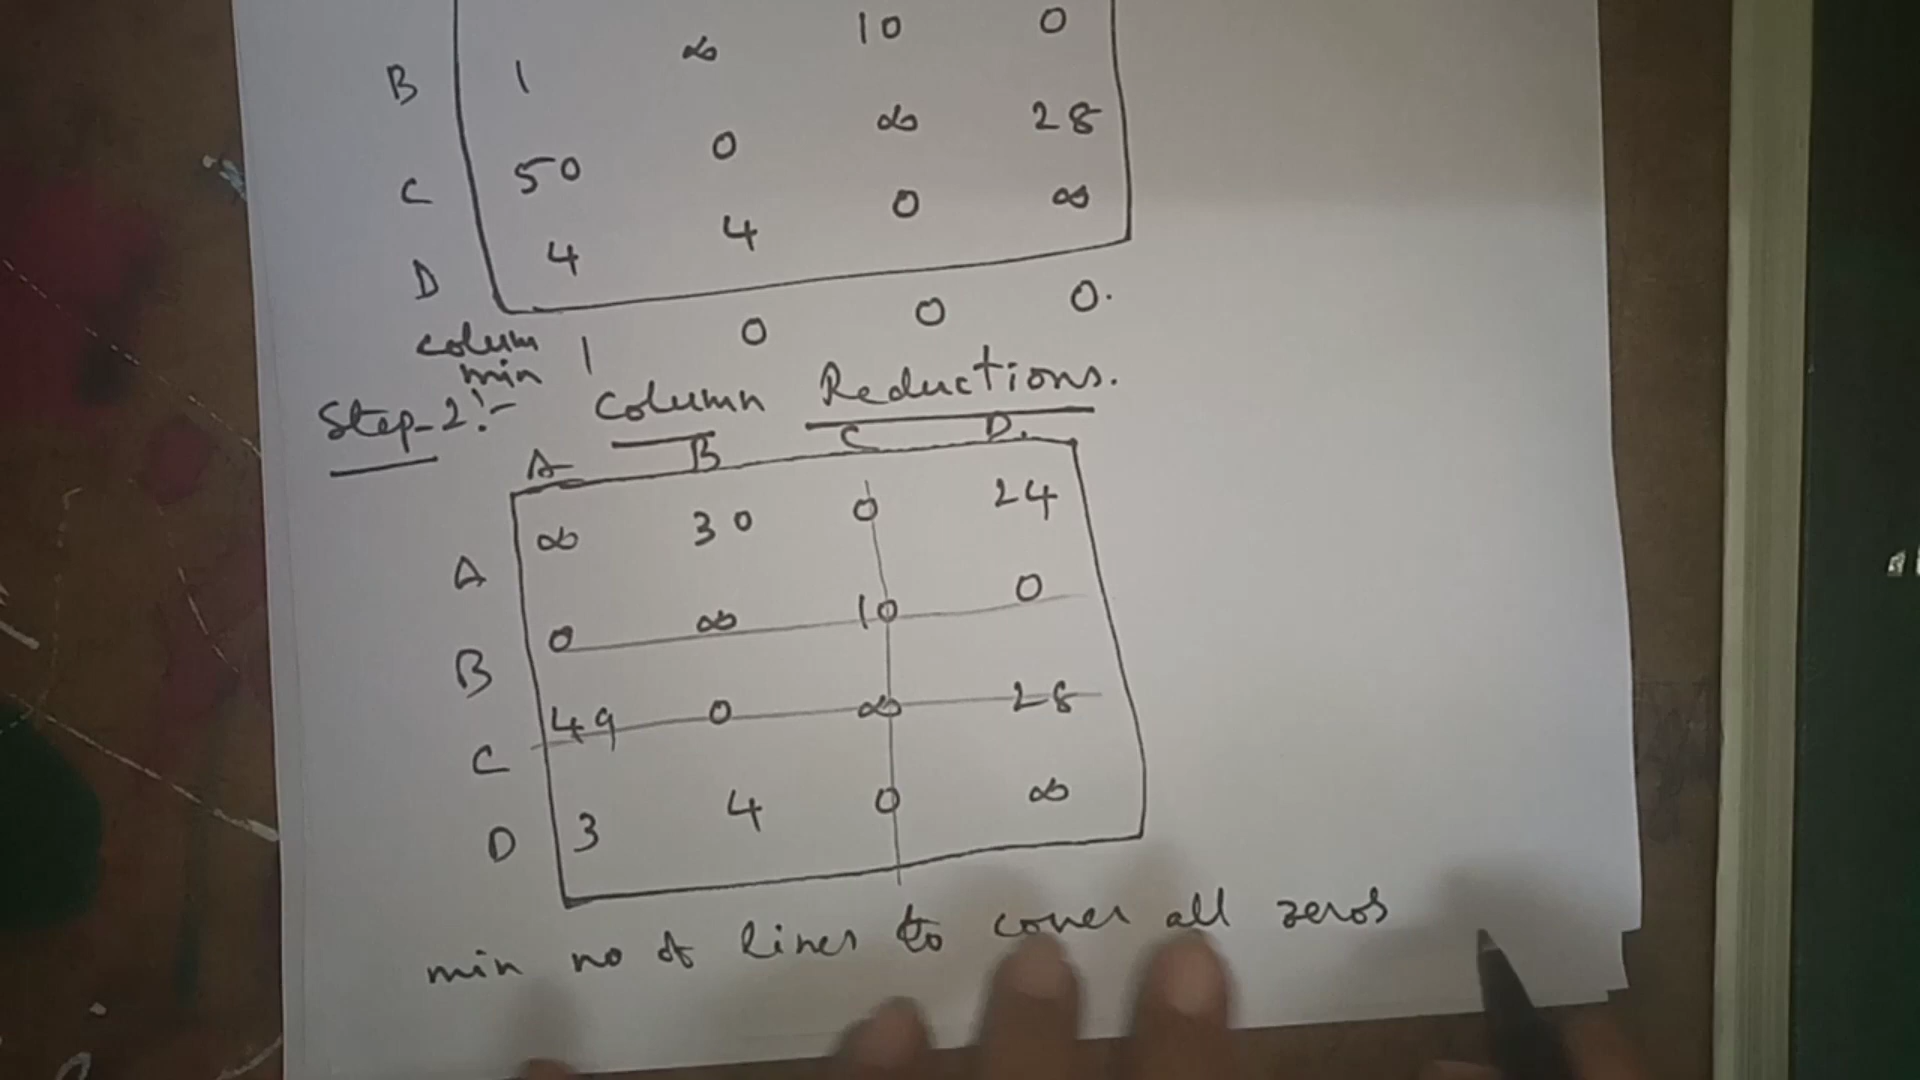 B 1 ∞ 10 0
C 50 0 ∞ 28
D 4 4 0 ∞
colum min 1 0 0 0.
Step-2:- Column Reductions.
A B C D.
A ∞ 30 0 24
B 0 ∞ 10 0
C 49 0 ∞ 28
D 3 4 0 ∞
min no of lines to cover all zeros